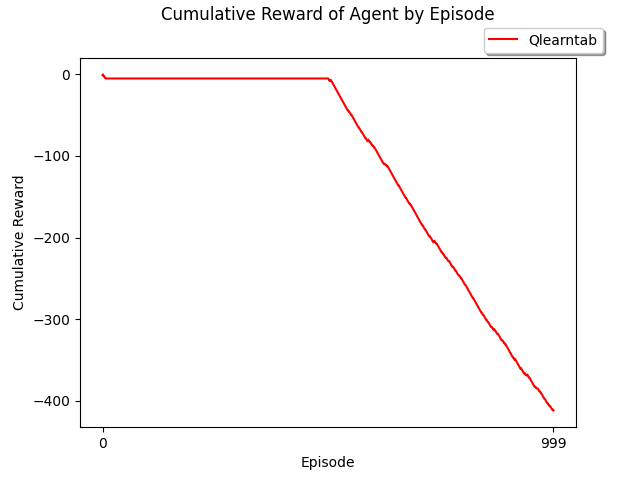 Cumulative Reward of Agent by Episode
Qlearntab
0
−100
−200
−300
−400
Cumulative Reward
0
999
Episode